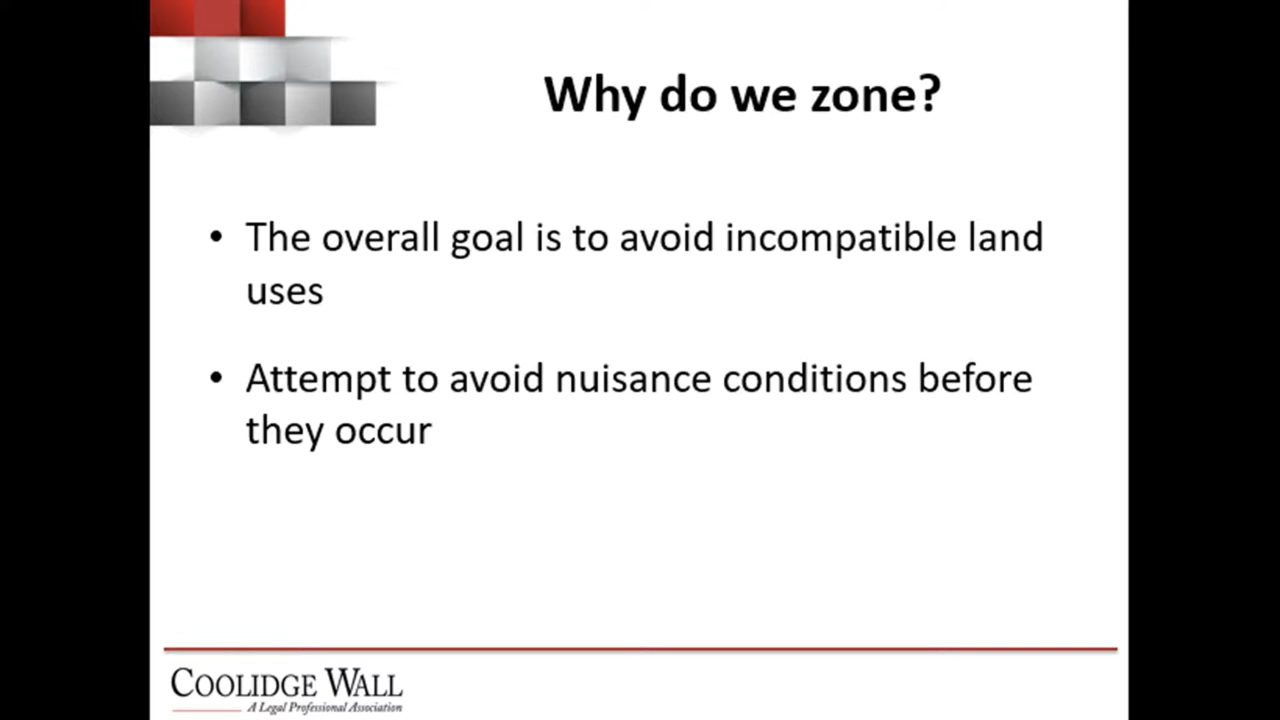 Why do we zone?
• The overall goal is to avoid incompatible land
uses
• Attempt to avoid nuisance conditions before
they occur
COOLIDGE WALL
A Legal Professional Association